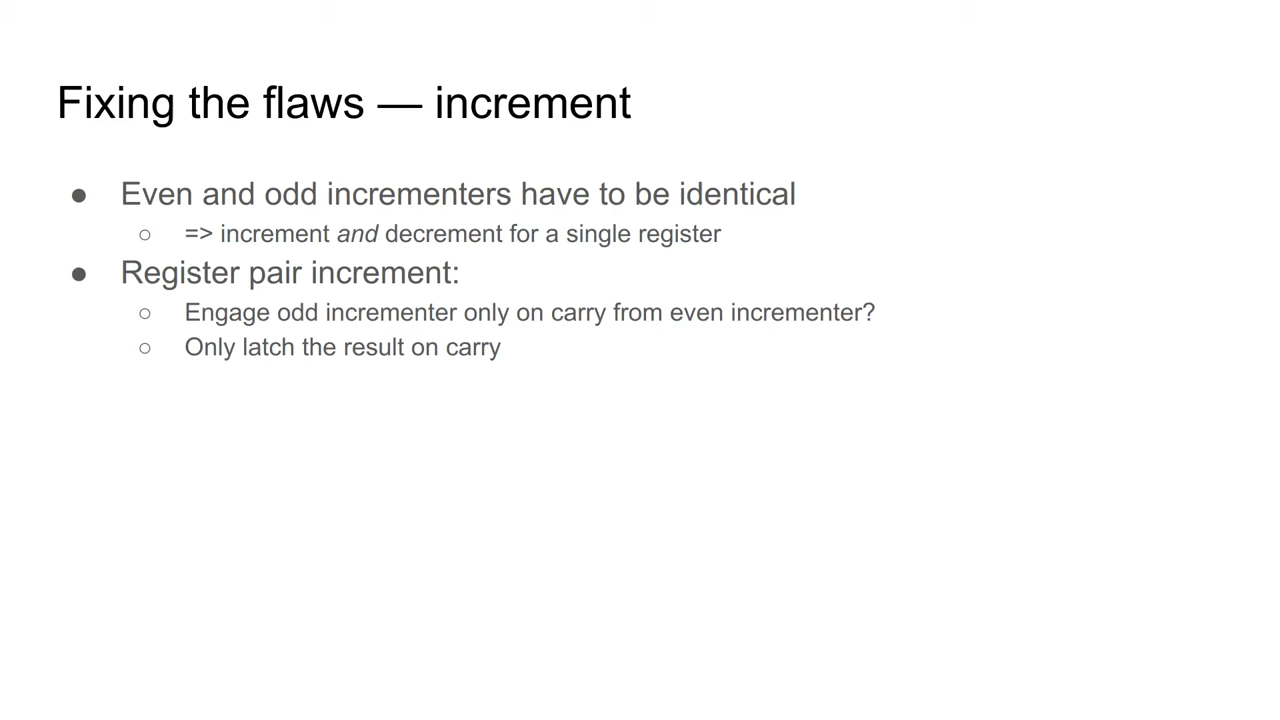 Fixing the flaws — increment
● Even and odd incrementers have to be identical
○ => increment and decrement for a single register
● Register pair increment:
○ Engage odd incrementer only on carry from even incrementer?
○ Only latch the result on carry